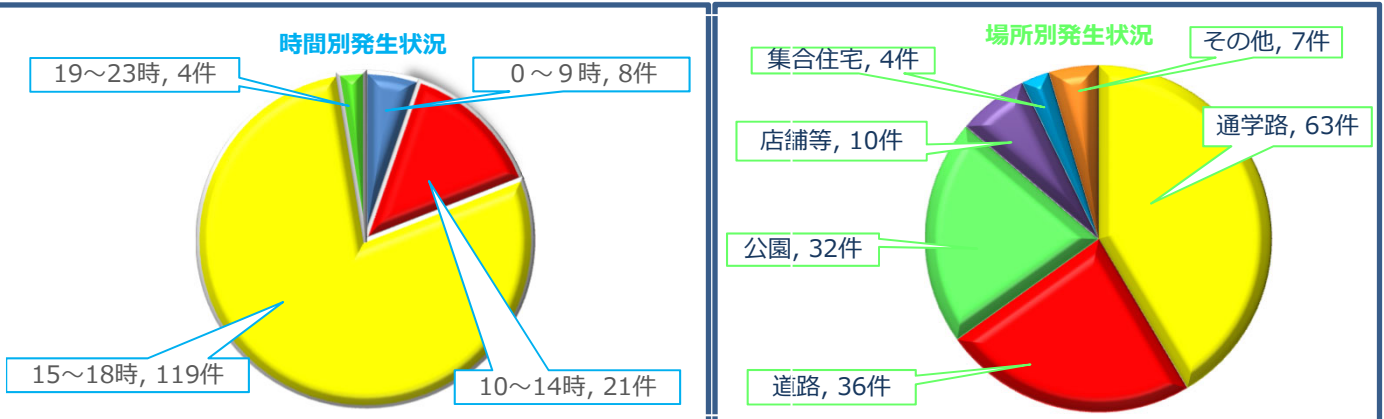 時間別発生状況
19～23時, 4件
0～9時, 8件
15～18時, 119件
10～14時, 21件
場所別発生状況
その他, 7件
集合住宅, 4件
通学路, 63件
店舗等, 10件
公園, 32件
道路, 36件